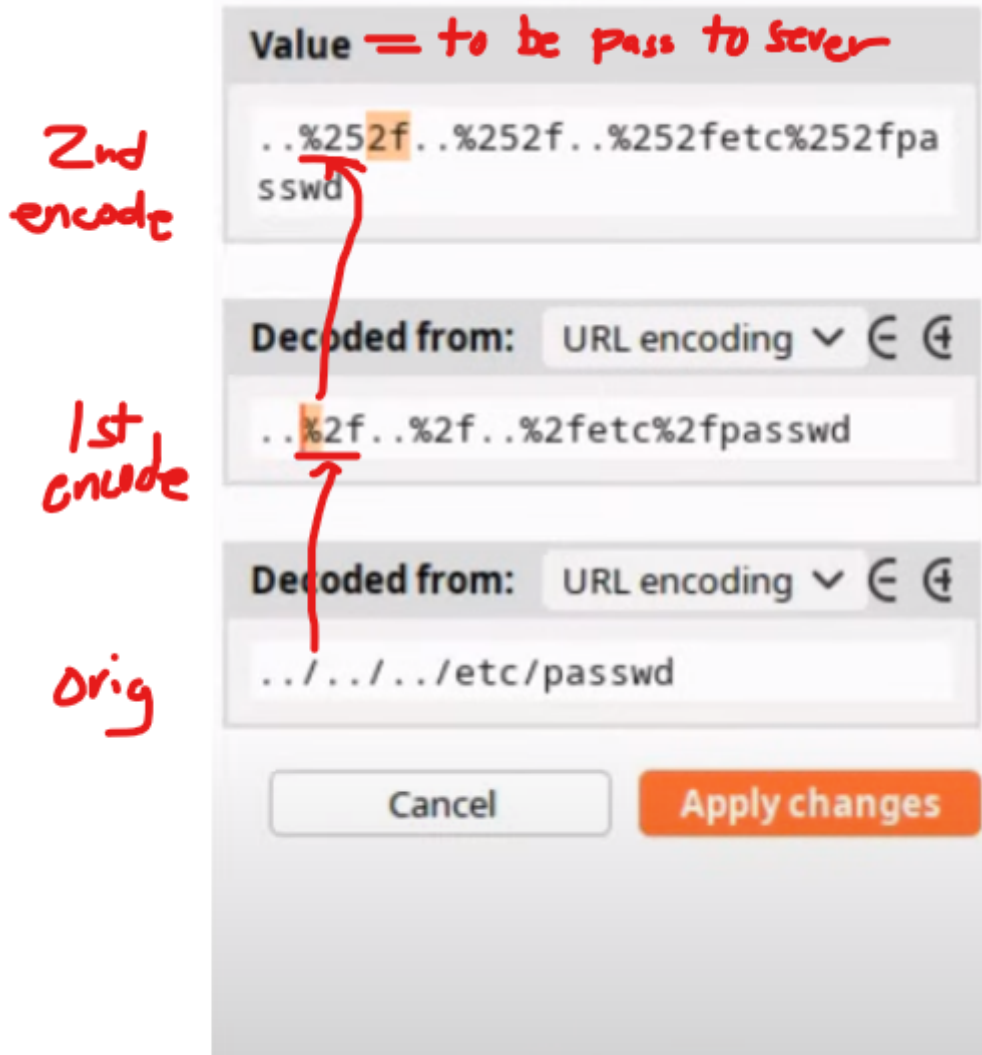 Value = to be pass to sever
2nd
encode
..%252f..%252f..%252fetc%252fpa
sswd
Decoded from: URL encoding
1st
encode
..%2f..%2f..%2fetc%2fpasswd
Decoded from: URL encoding
orig
../../../etc/passwd
Cancel Apply changes